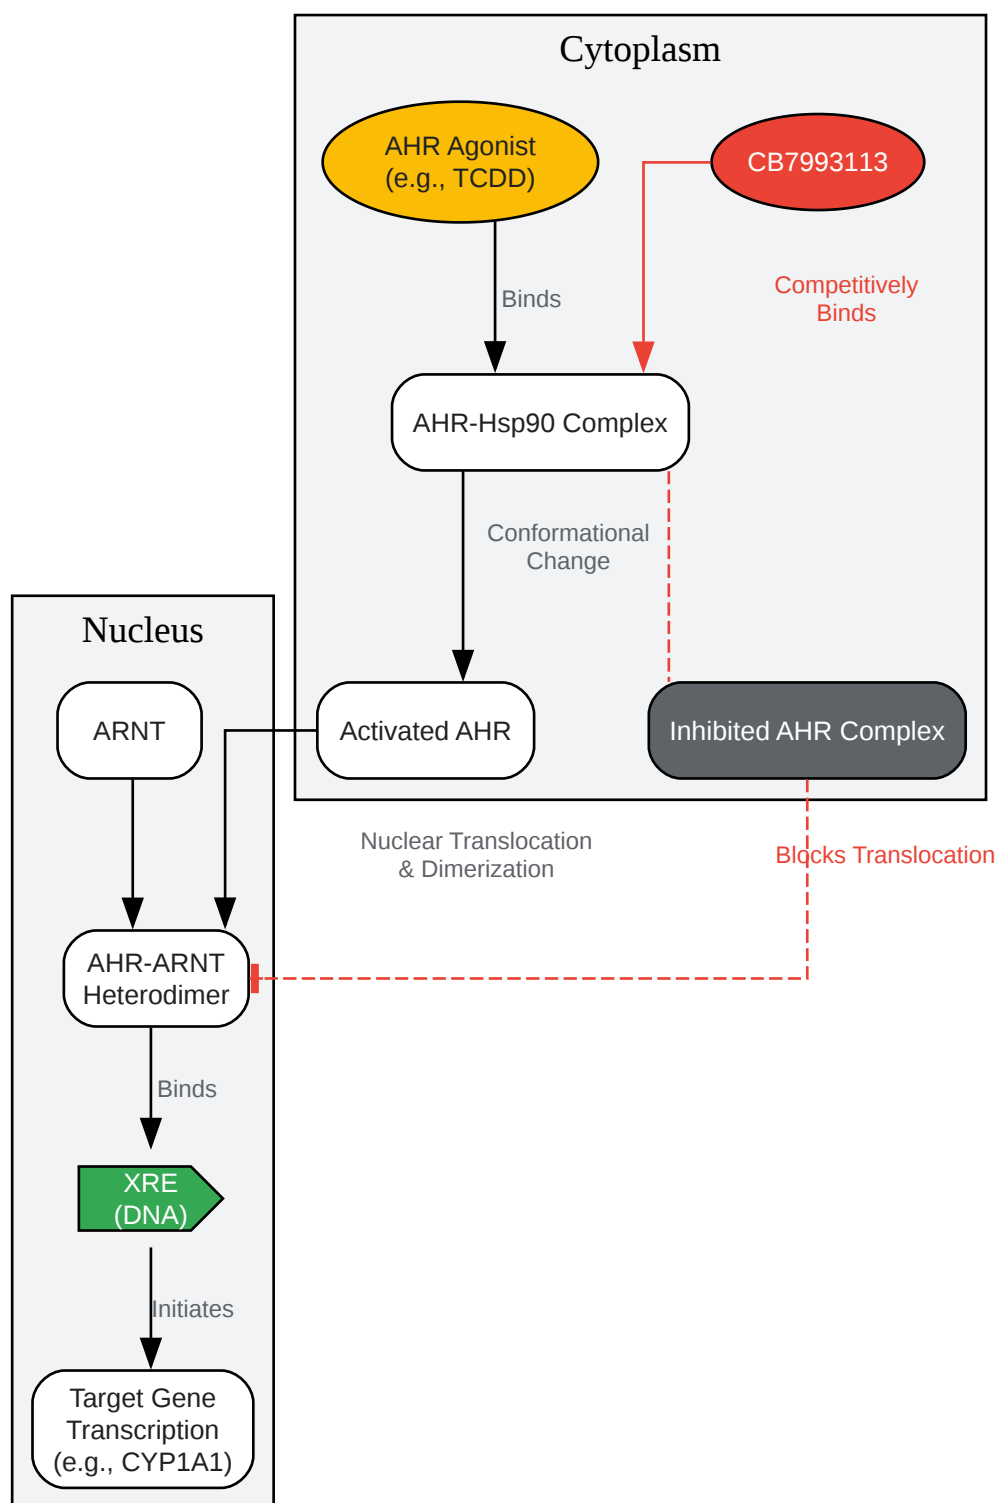 Cytoplasm
AHR Agonist
(e.g., TCDD)
CB7993113
Binds
Competitively
Binds
AHR-Hsp90 Complex
Conformational
Change
Nucleus
ARNT
Activated AHR
Inhibited AHR Complex
Nuclear Translocation
& Dimerization
Blocks Translocation
AHR-ARNT
Heterodimer
Binds
XRE
(DNA)
Initiates
Target Gene
Transcription
(e.g., CYP1A1)